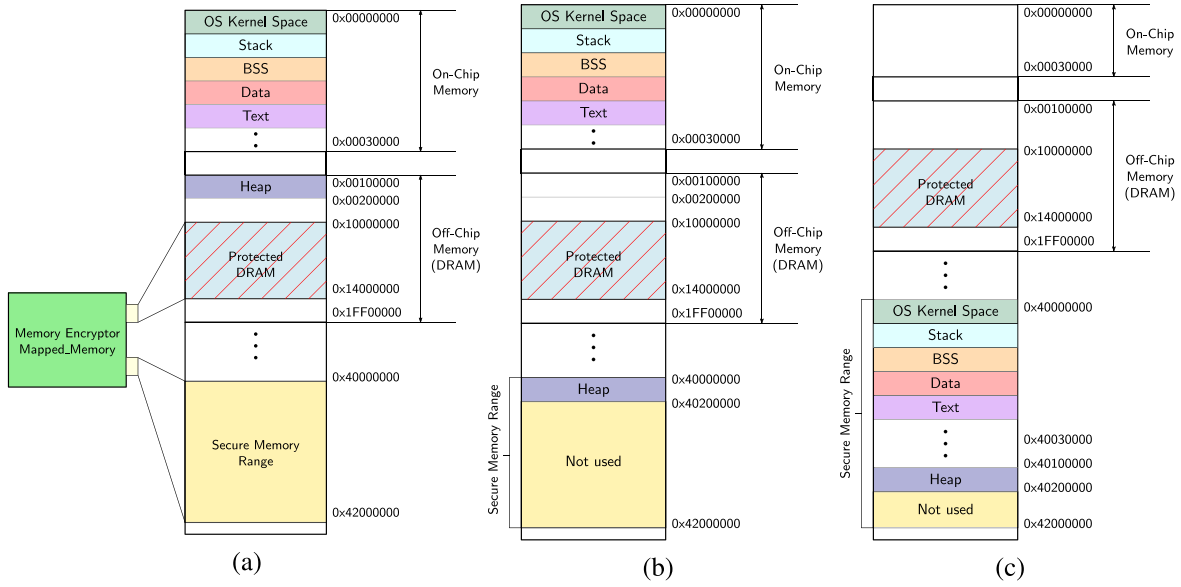 Memory Encryptor
Mapped_Memory
OS Kernel Space
Stack
BSS
Data
Text
Heap
Protected
DRAM
Secure Memory
Range
0x00000000
0x00030000
0x00100000
0x00200000
0x10000000
0x14000000
0x1FF00000
0x40000000
0x42000000
On-Chip
Memory
Off-Chip
Memory
(DRAM)
(a)
OS Kernel Space
Stack
BSS
Data
Text
Protected
DRAM
Secure Memory Range
Heap
Not used
0x00000000
0x00030000
0x00100000
0x00200000
0x10000000
0x14000000
0x1FF00000
0x40000000
0x40200000
0x42000000
On-Chip
Memory
Off-Chip
Memory
(DRAM)
(b)
Protected
DRAM
Secure Memory Range
OS Kernel Space
Stack
BSS
Data
Text
Heap
Not used
0x00000000
0x00030000
0x00100000
0x10000000
0x14000000
0x1FF00000
0x40000000
0x40030000
0x40100000
0x40200000
0x42000000
On-Chip
Memory
Off-Chip
Memory
(DRAM)
(c)